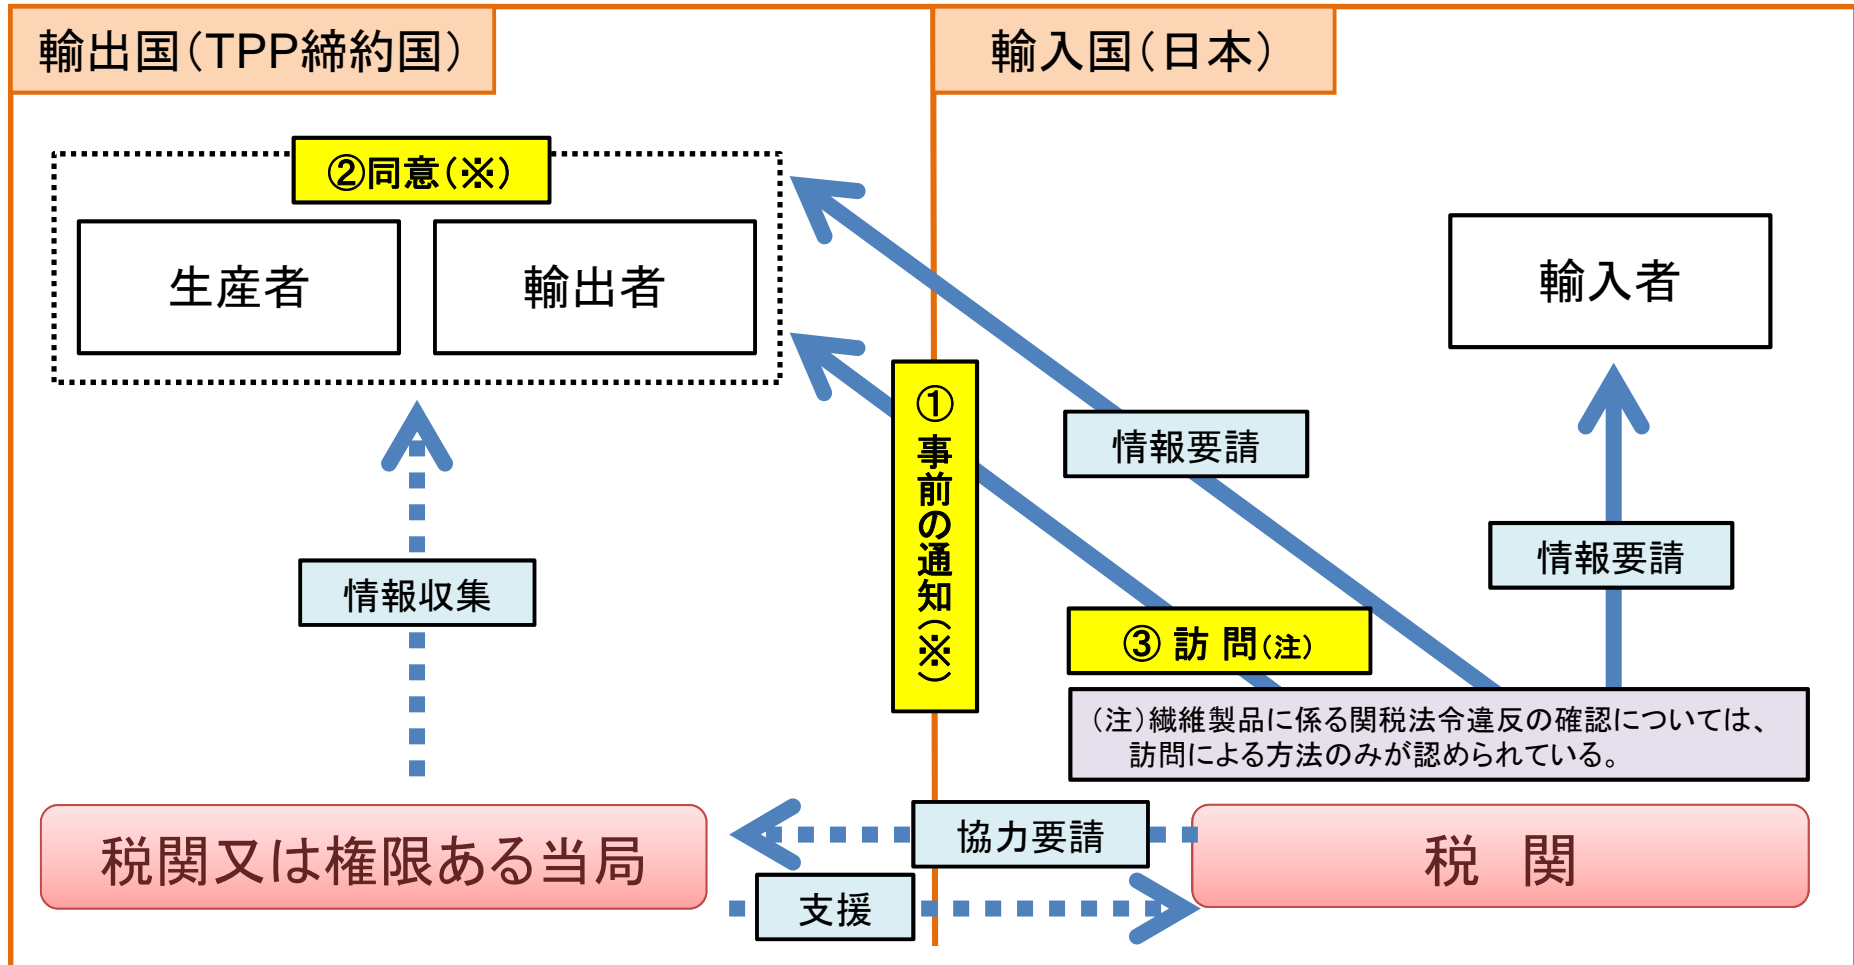 輸出国（TPP締約国）
輸入国（日本）
②同意（※）
生産者
輸出者
輸入者
①事前の通知（※）
情報要請
情報要請
情報収集
③ 訪 問（注）
（注）繊維製品に係る関税法令違反の確認については、
訪問による方法のみが認められている。
税関又は権限ある当局
協力要請
税　関
支援